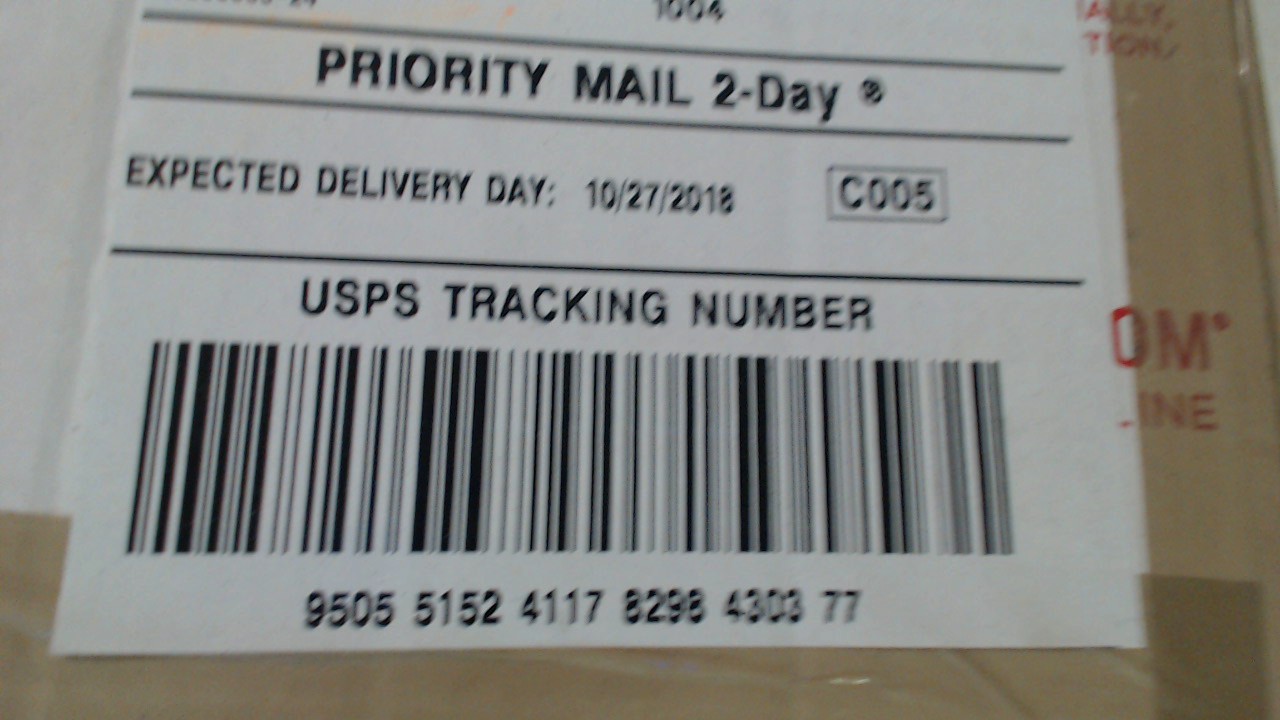 1004
PRIORITY MAIL 2-Day ®
EXPECTED DELIVERY DAY: 10/27/2018
C005
USPS TRACKING NUMBER
9505 5152 4117 8298 4303 77